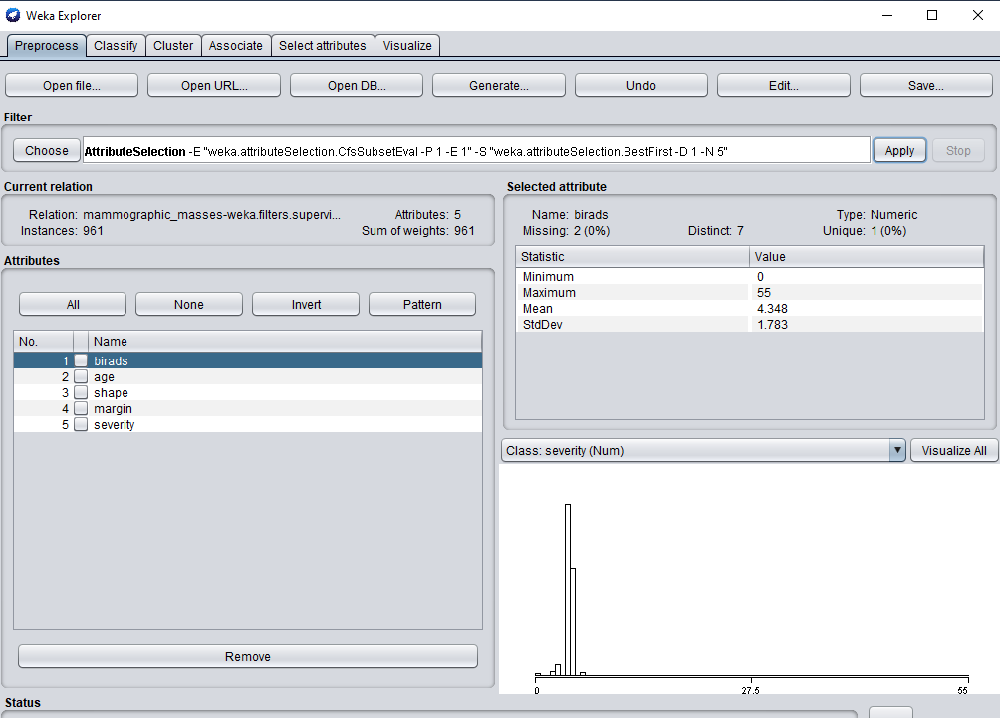 Weka Explorer
Preprocess Classify Cluster Associate Select attributes Visualize
Open file... Open URL... Open DB... Generate... Undo Edit... Save...
Filter
Choose AttributeSelection -E "weka.attributeSelection.CfsSubsetEval -P 1 -E 1" -S "weka.attributeSelection.BestFirst -D 1 -N 5" Apply Stop
Current relation
Relation: mammographic_masses-weka.filters.supervi... Attributes: 5
Instances: 961 Sum of weights: 961
Attributes
All None Invert Pattern
No. Name
1 birads
2 age
3 shape
4 margin
5 severity
Remove
Selected attribute
Name: birads Type: Numeric
Missing: 2 (0%) Distinct: 7 Unique: 1 (0%)
Statistic Value
Minimum 0
Maximum 55
Mean 4.348
StdDev 1.783
Class: severity (Num) Visualize All
0 27.5 55
Status